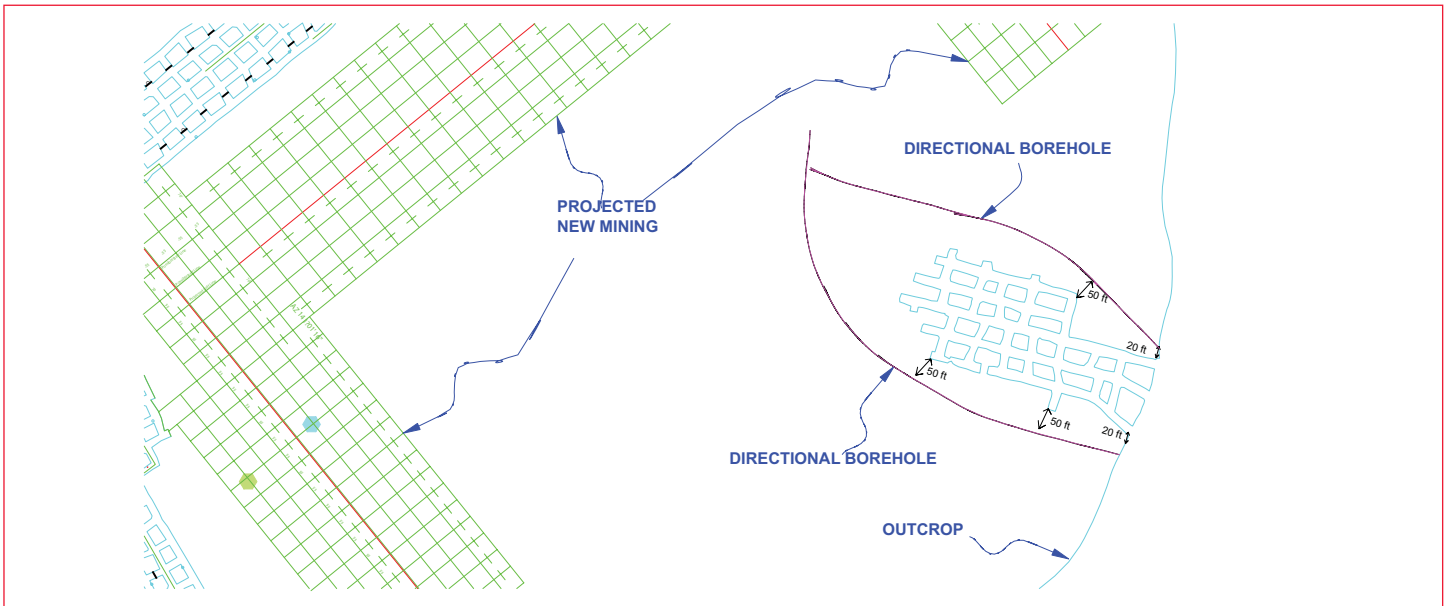 DIRECTIONAL BOREHOLE
PROJECTED
NEW MINING
50 ft
20 ft
50 ft
50 ft
20 ft
DIRECTIONAL BOREHOLE
OUTCROP